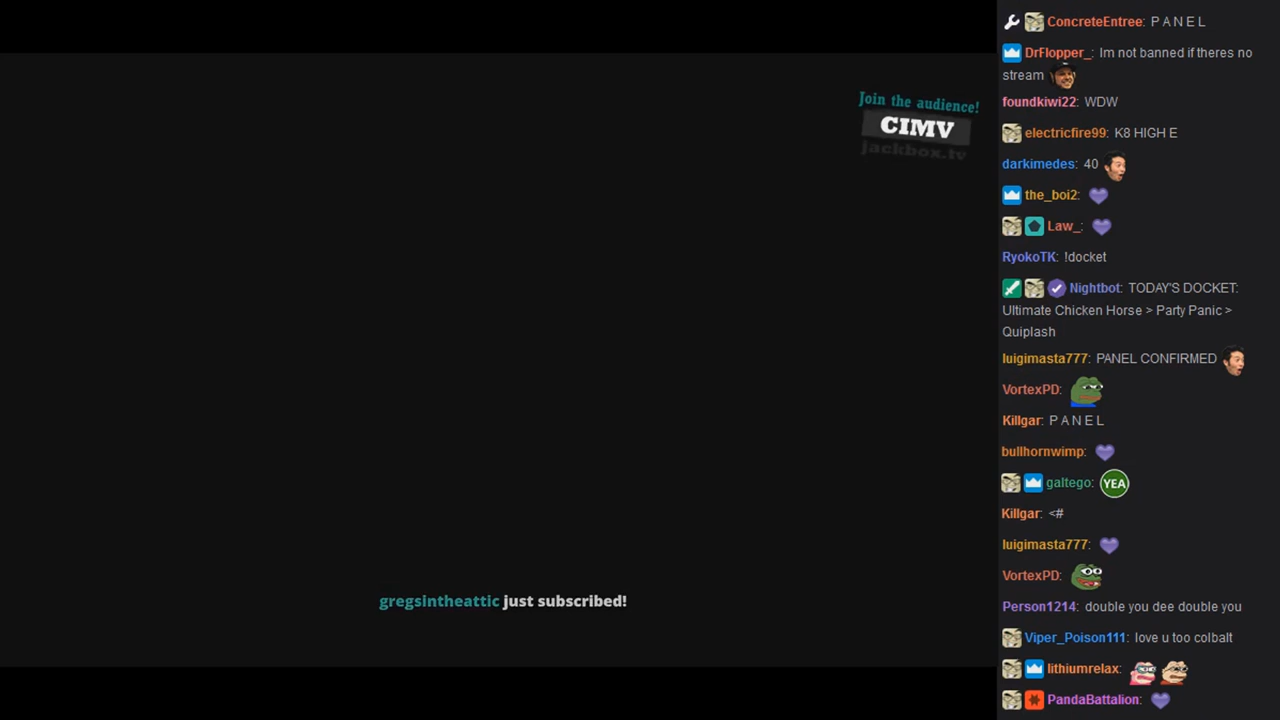 Join the audience!
CIMV
jackbox.tv
gregsintheattic just subscribed!
ConcreteEntree: P A N E L
DrFlopper_: Im not banned if theres no
stream
foundkiwi22: WDW
electricfire99: K8 HIGH E
darkimedes: 40
the_boi2:
Law_:
RyokoTK: !docket
Nightbot: TODAY'S DOCKET:
Ultimate Chicken Horse > Party Panic >
Quiplash
luigimasta777: PANEL CONFIRMED
VortexPD:
Killgar: P A N E L
bullhornwimp:
galtego: YEA
Killgar: <#
luigimasta777:
VortexPD:
Person1214: double you dee double you
Viper_Poison111: love u too colbalt
lithiumrelax:
PandaBattalion: